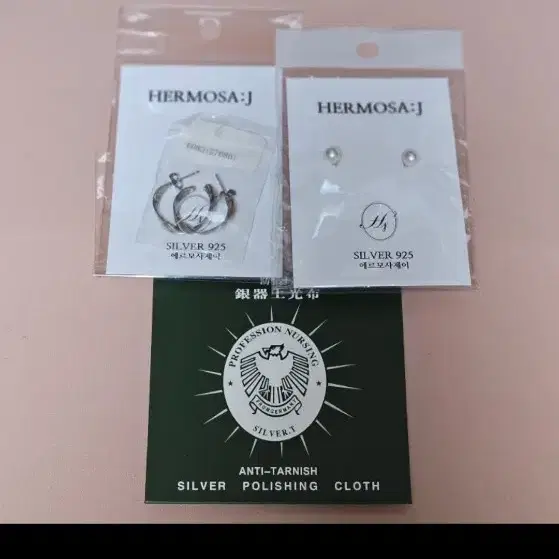 HERMOSA:J
SILVER 925
에르모사제이
HERMOSA:J
SILVER 925
에르모사제이
銀器王光布
PROFESSION NURSING
SILVER.T
ANTI-TARNISH
SILVER POLISHING CLOTH